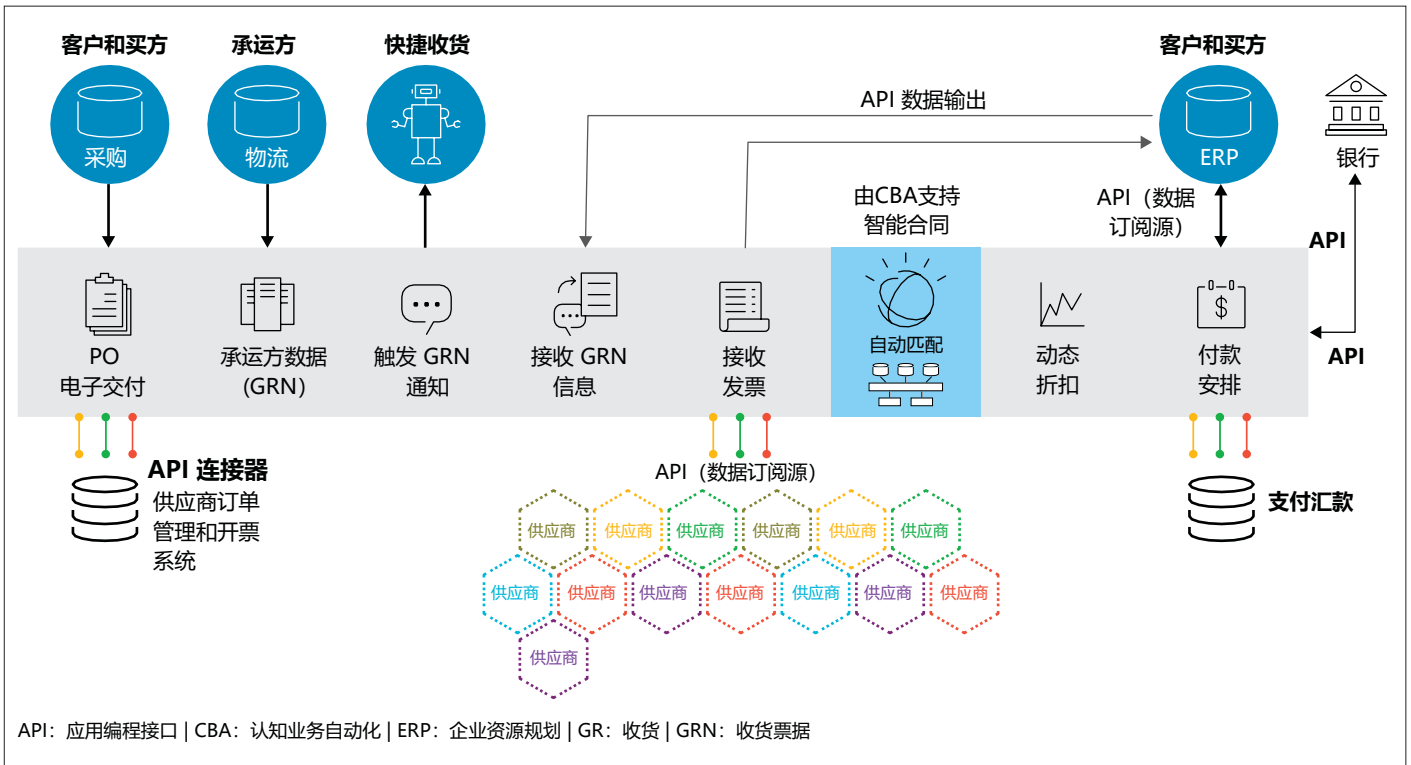 客户和买方
承运方
快捷收货
客户和买方
采购
物流
API 数据输出
ERP
银行
由CBA支持
智能合同
API（数据
订阅源）
API
API
PO
电子交付
承运方数据
(GRN）
触发 GRN
通知
接收 GRN
信息
接收
发票
自动匹配
动态
折扣
$
付款
安排
API 连接器
供应商订单
管理和开票
系统
API（数据订阅源）
支付汇款
供应商 供应商 供应商 供应商 供应商 供应商
供应商 供应商 供应商 供应商 供应商 供应商 供应商
供应商
API：应用编程接口 | CBA：认知业务自动化 | ERP：企业资源规划 | GR：收货 | GRN：收货票据